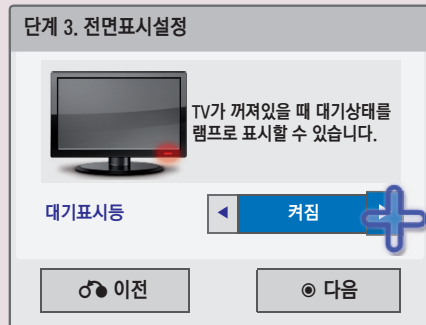 단계 3. 전면표시설정
TV가 꺼져있을 때 대기상태를
램프로 표시할 수 있습니다.
대기표시등 ◀ 켜짐
이전 ◉ 다음